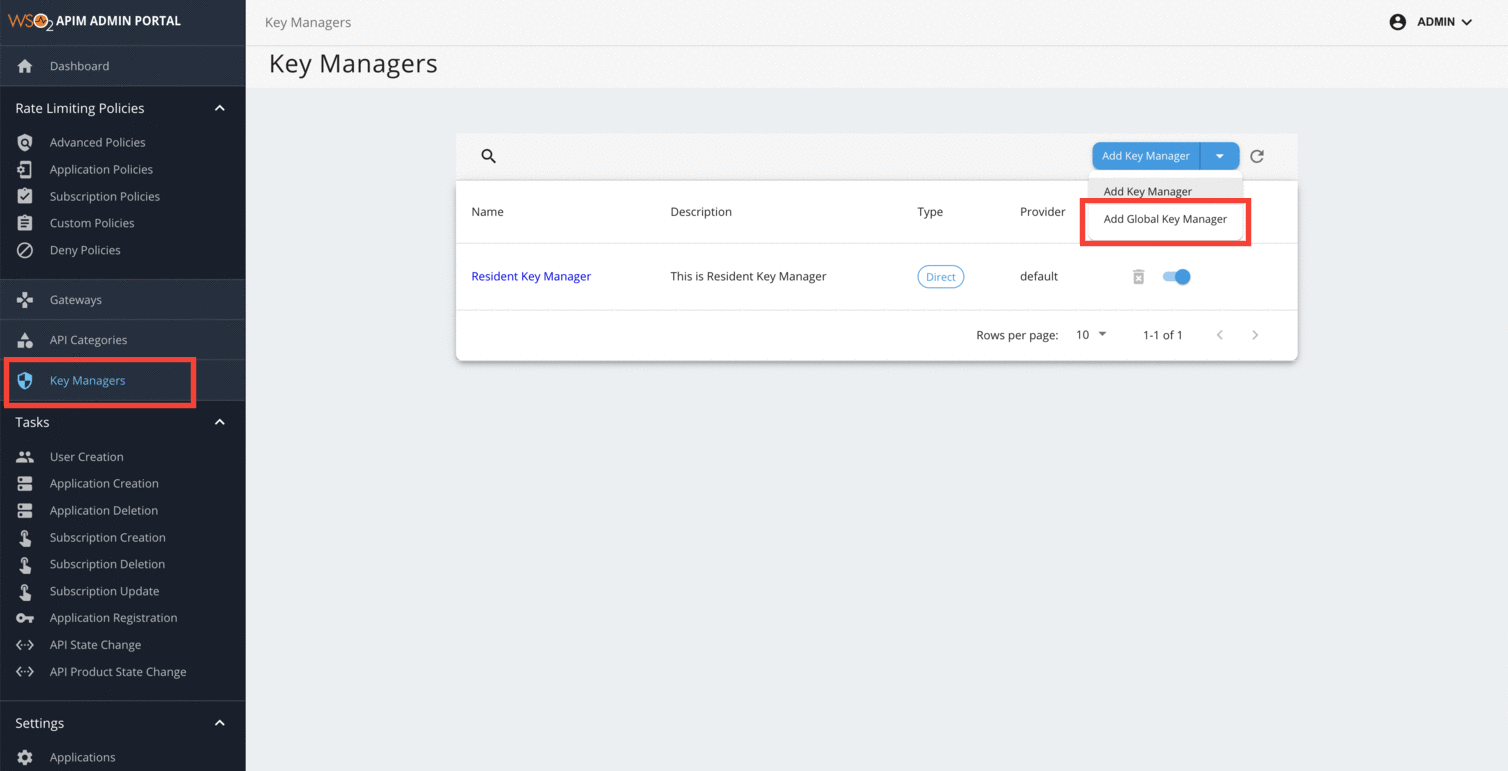 WSO2 APIM ADMIN PORTAL
Key Managers
ADMIN
Dashboard
Key Managers
Rate Limiting Policies
Advanced Policies
Application Policies
Subscription Policies
Custom Policies
Deny Policies
Gateways
API Categories
Key Managers
Tasks
User Creation
Application Creation
Application Deletion
Subscription Creation
Subscription Deletion
Subscription Update
Application Registration
API State Change
API Product State Change
Settings
Applications
Add Key Manager
Add Key Manager
Add Global Key Manager
Name Description Type Provider
Resident Key Manager This is Resident Key Manager Direct default
Rows per page: 10 1-1 of 1